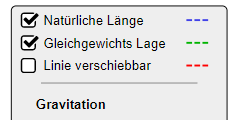 Natürliche Länge
Gleichgewichts Lage
Linie verschiebbar
Gravitation